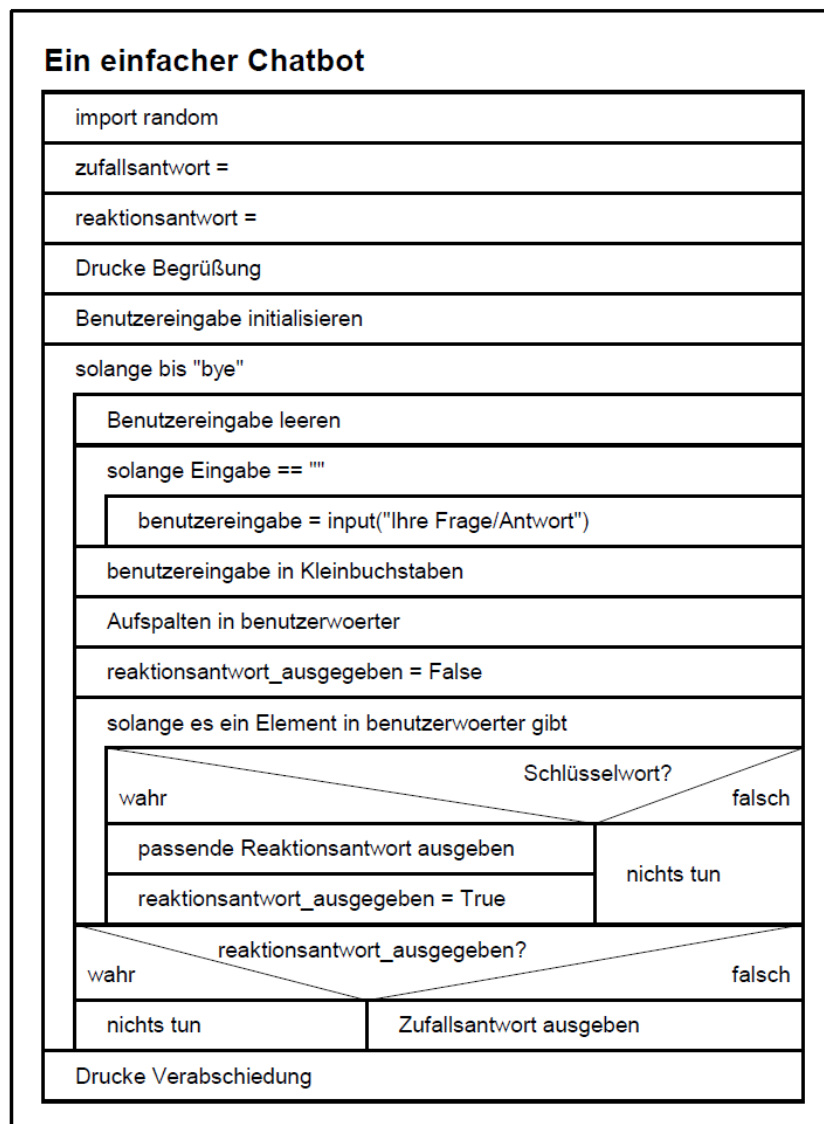 Ein einfacher Chatbot
import random
zufallsantwort =
reaktionsantwort =
Drucke Begrüßung
Benutzereingabe initialisieren
solange bis "bye"
Benutzereingabe leeren
solange Eingabe == ""
benutzereingabe = input("Ihre Frage/Antwort")
benutzereingabe in Kleinbuchstaben
Aufspalten in benutzerwoerter
reaktionsantwort_ausgegeben = False
solange es ein Element in benutzerwoerter gibt
Schlüsselwort?
wahr falsch
passende Reaktionsantwort ausgeben
nichts tun
reaktionsantwort_ausgegeben = True
reaktionsantwort_ausgegeben?
wahr falsch
nichts tun Zufallsantwort ausgeben
Drucke Verabschiedung